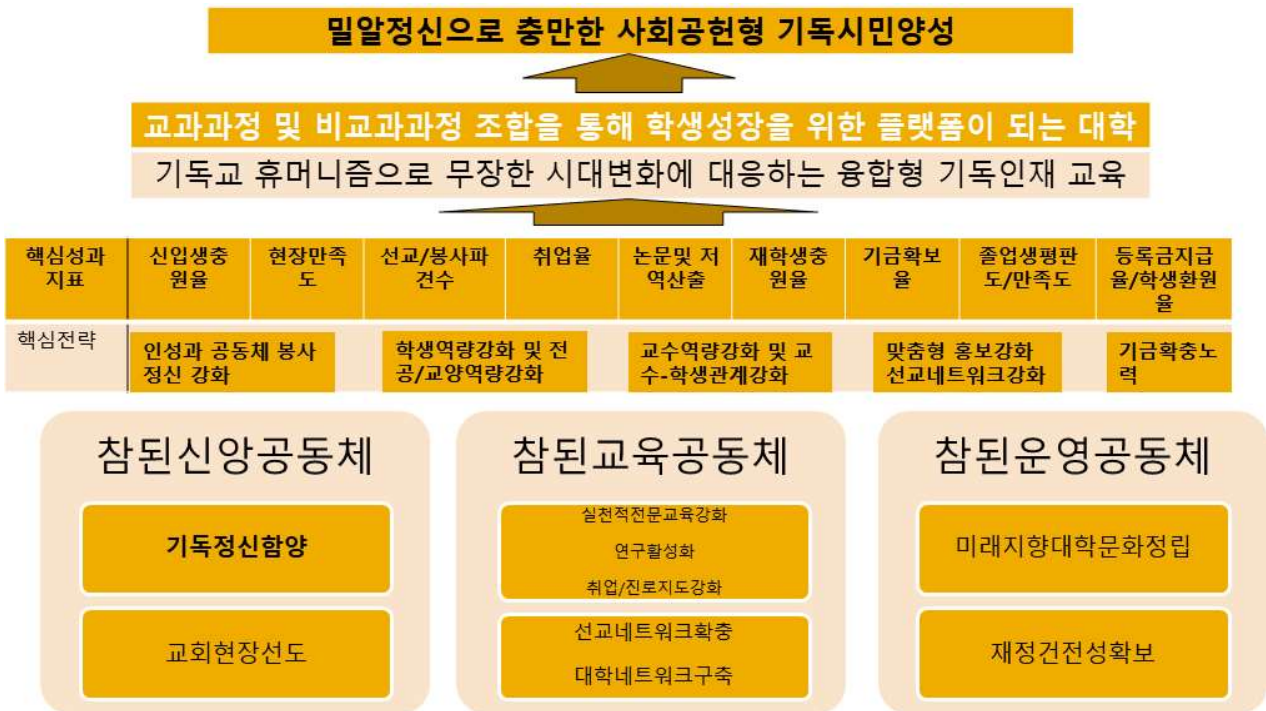 밀알정신으로 충만한 사회공헌형 기독시민양성
교과과정 및 비교과과정 조합을 통해 학생성장을 위한 플랫폼이 되는 대학
기독교 휴머니즘으로 무장한 시대변화에 대응하는 융합형 기독인재 교육
핵심성과
지표
신입생충
원율
현장만족
도
선교/봉사파
견수
취업율
논문및 저
역산출
재학생충
원율
기금확보
율
졸업생평판
도/만족도
등록금지급
율/학생환원
율
핵심전략
인성과 공동체 봉사
정신 강화
학생역량강화 및 전
공/교양역량강화
교수역량강화 및 교
수-학생관계강화
맞춤형 홍보강화
선교네트워크강화
기금확충노
력
참된신앙공동체
기독정신함양
교회현장선도
참된교육공동체
실천적전문교육강화
연구활성화
취업/진로지도강화
선교네트워크확충
대학네트워크구축
참된운영공동체
미래지향대학문화정립
재정건전성확보